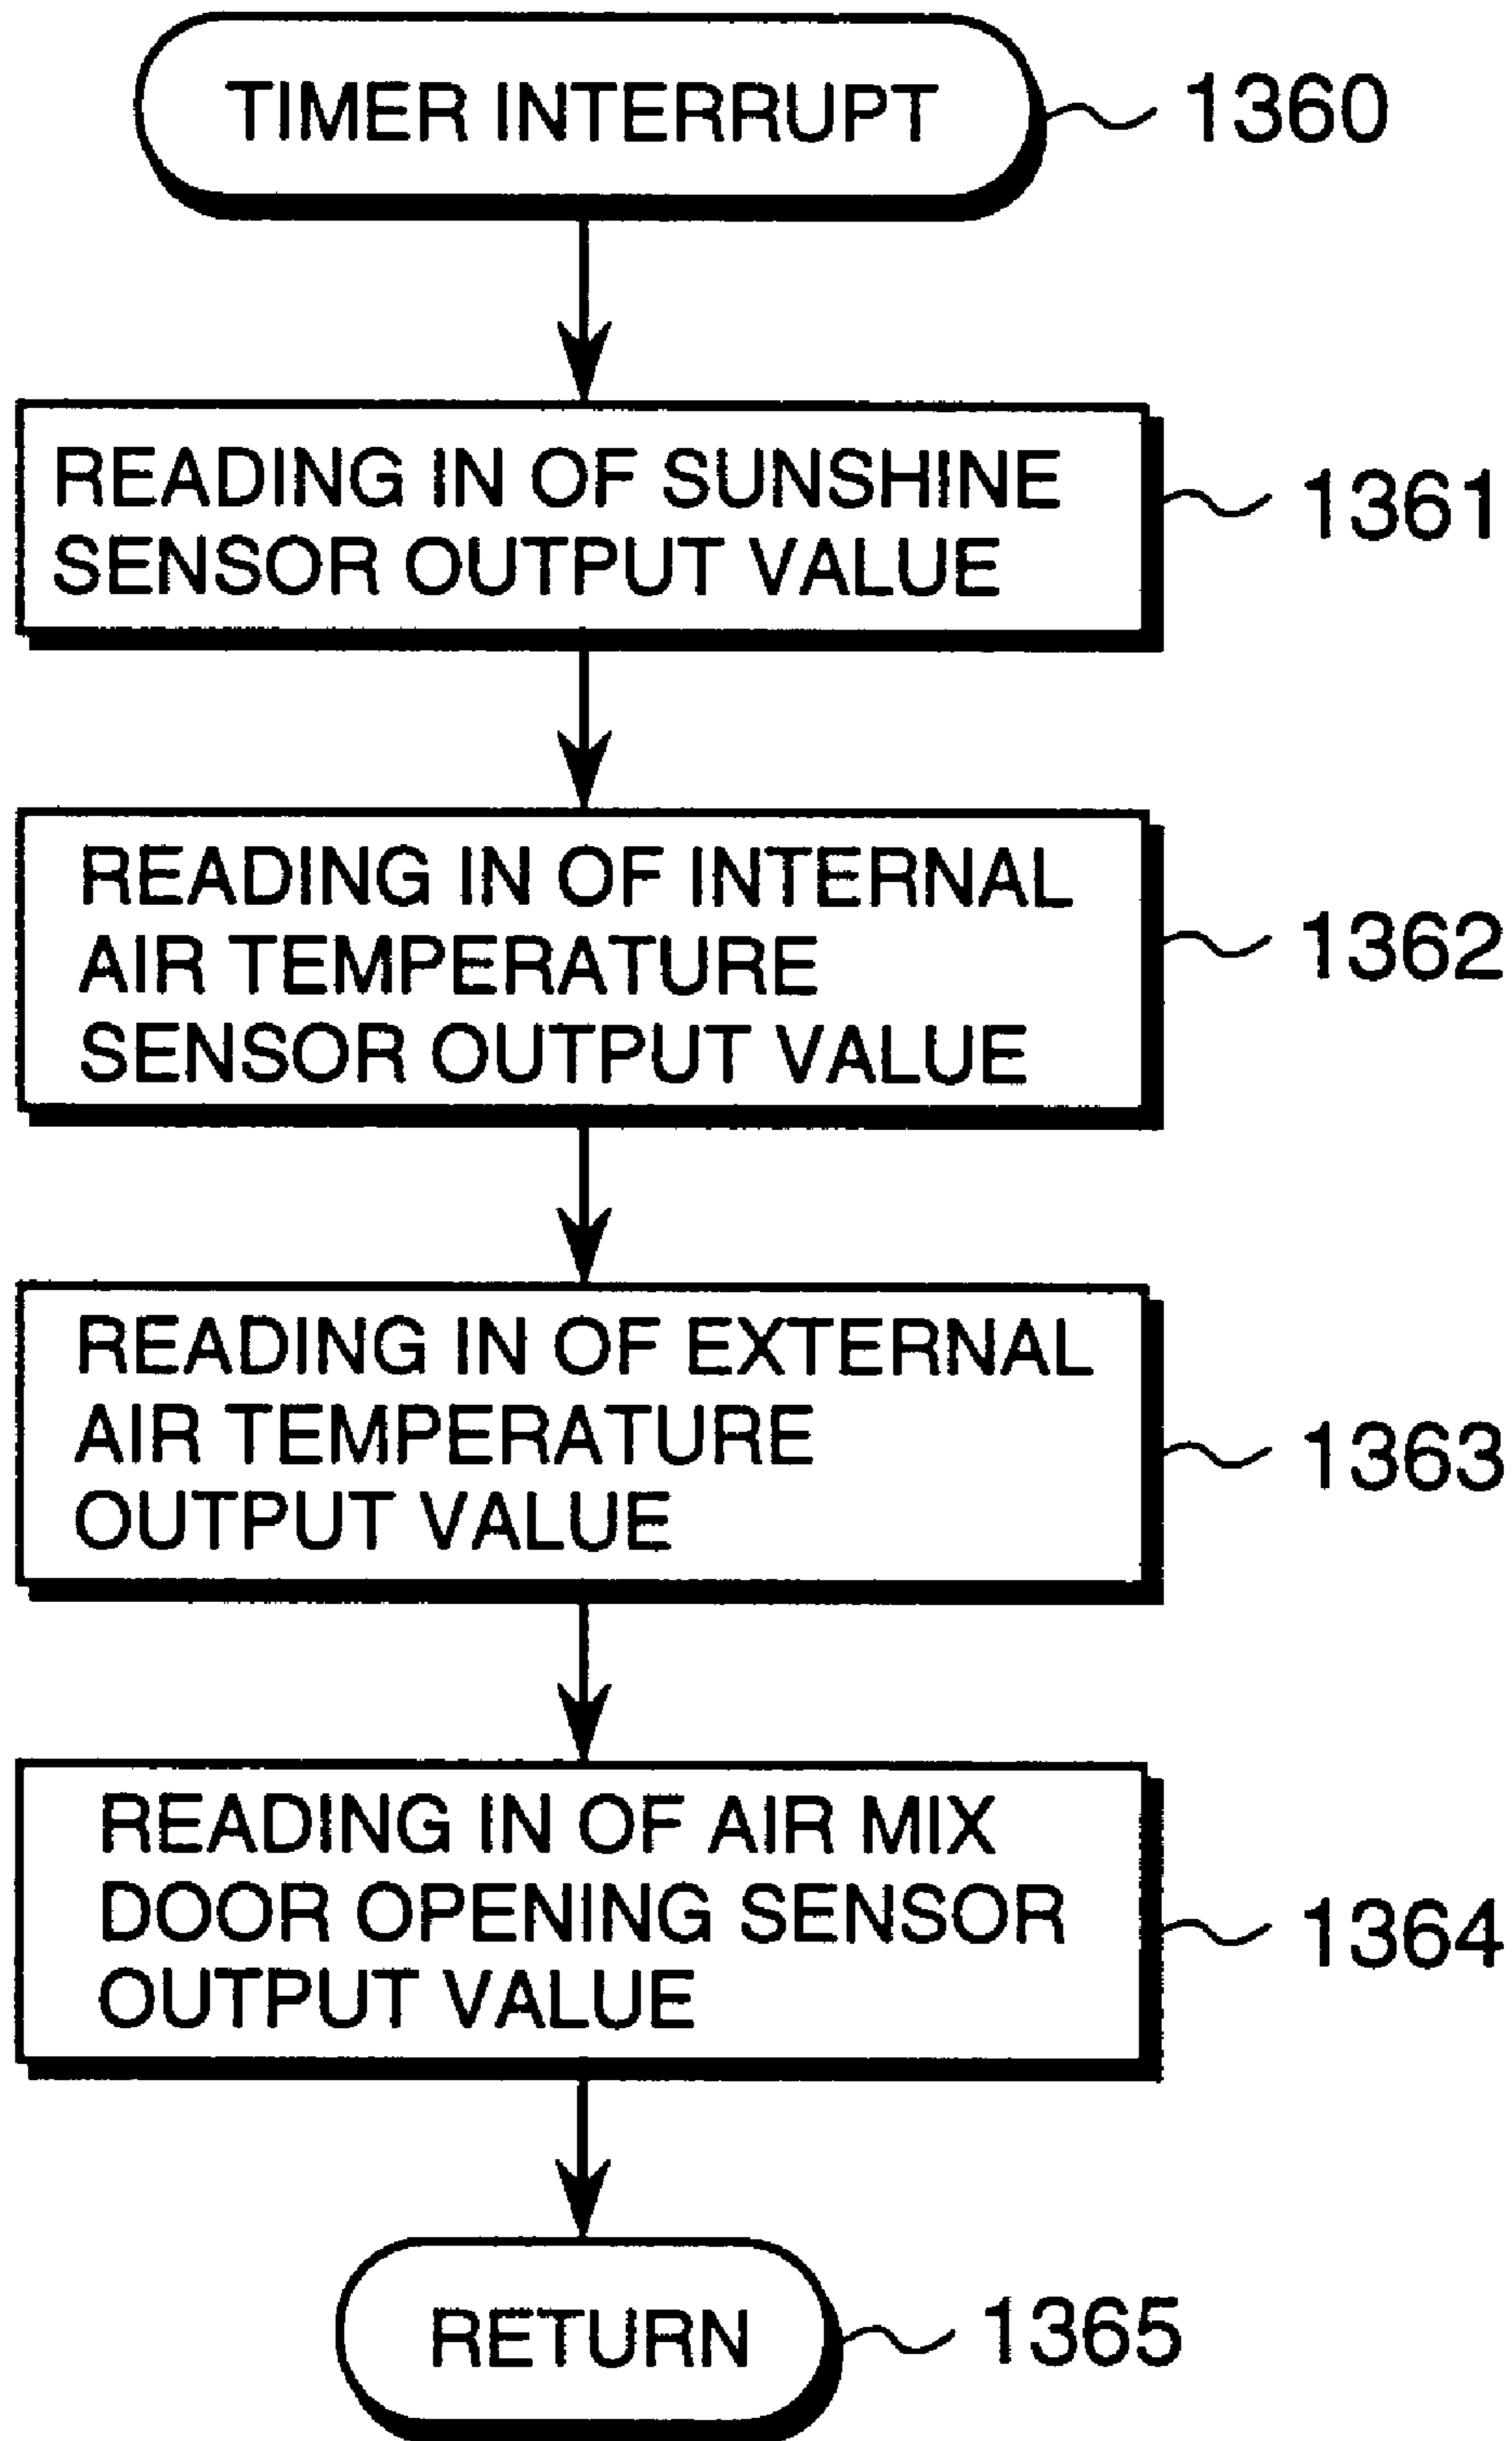 TIMER INTERRUPT
1360
READING IN OF SUNSHINE
SENSOR OUTPUT VALUE
1361
READING IN OF INTERNAL
AIR TEMPERATURE
SENSOR OUTPUT VALUE
1362
READING IN OF EXTERNAL
AIR TEMPERATURE
OUTPUT VALUE
1363
READING IN OF AIR MIX
DOOR OPENING SENSOR
OUTPUT VALUE
1364
RETURN
1365